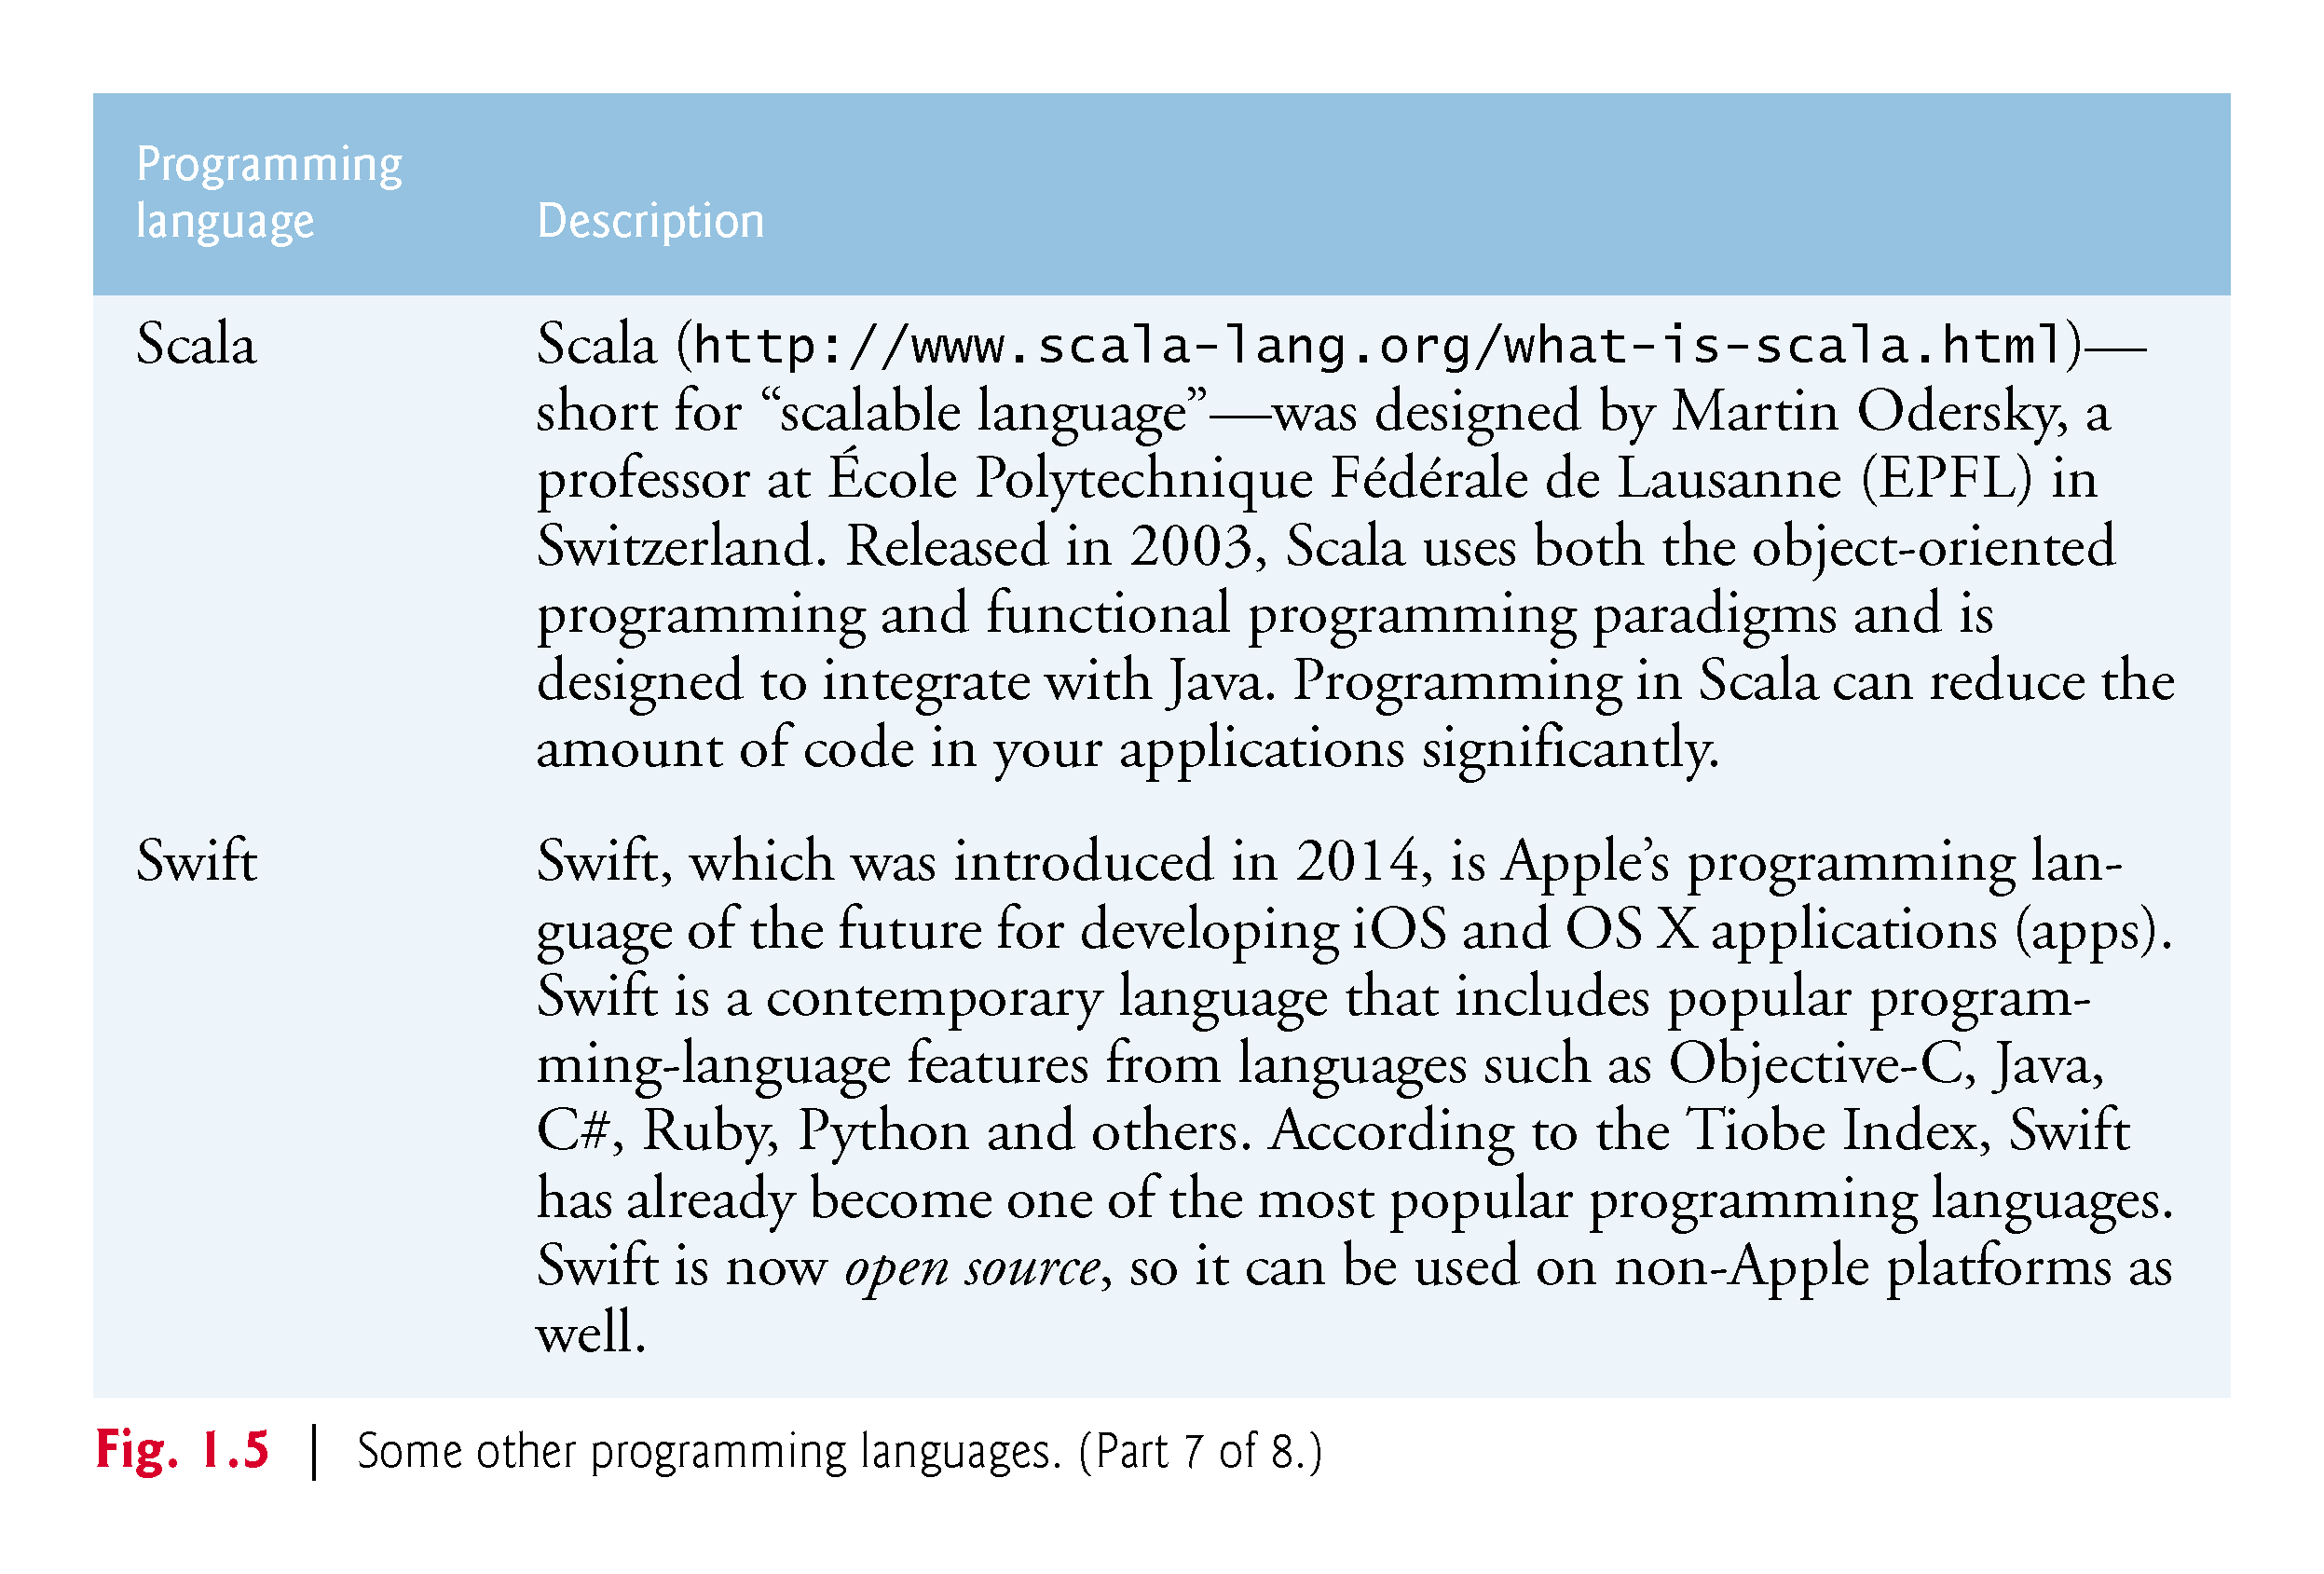 Programming
language
Description
Scala
Scala (http://www.scala-lang.org/what-is-scala.html)—
short for “scalable language”—was designed by Martin Odersky, a
professor at École Polytechnique Fédérale de Lausanne (EPFL) in
Switzerland. Released in 2003, Scala uses both the object-oriented
programming and functional programming paradigms and is
designed to integrate with Java. Programming in Scala can reduce the
amount of code in your applications significantly.
Swift
Swift, which was introduced in 2014, is Apple’s programming lan-
guage of the future for developing iOS and OS X applications (apps).
Swift is a contemporary language that includes popular program-
ming-language features from languages such as Objective-C, Java,
C#, Ruby, Python and others. According to the Tiobe Index, Swift
has already become one of the most popular programming languages.
Swift is now open source, so it can be used on non-Apple platforms as
well.
Fig. 1.5 | Some other programming languages. (Part 7 of 8.)